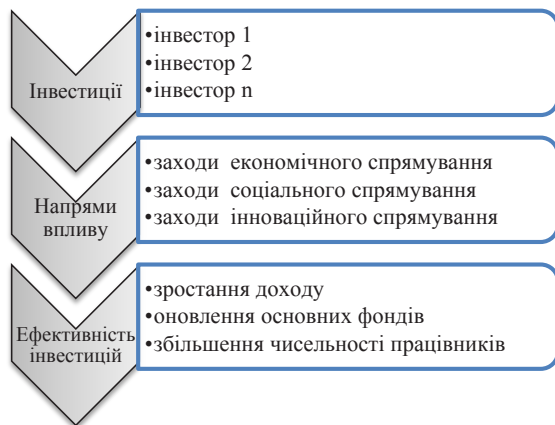 Інвестиції
•інвестор 1
•інвестор 2
•інвестор n
Напрями
впливу
•заходи економічного спрямування
•заходи соціального спрямування
•заходи інноваційного спрямування
Ефективність
інвестицій
•зростання доходу
•оновлення основних фондів
•збільшення чисельності працівників